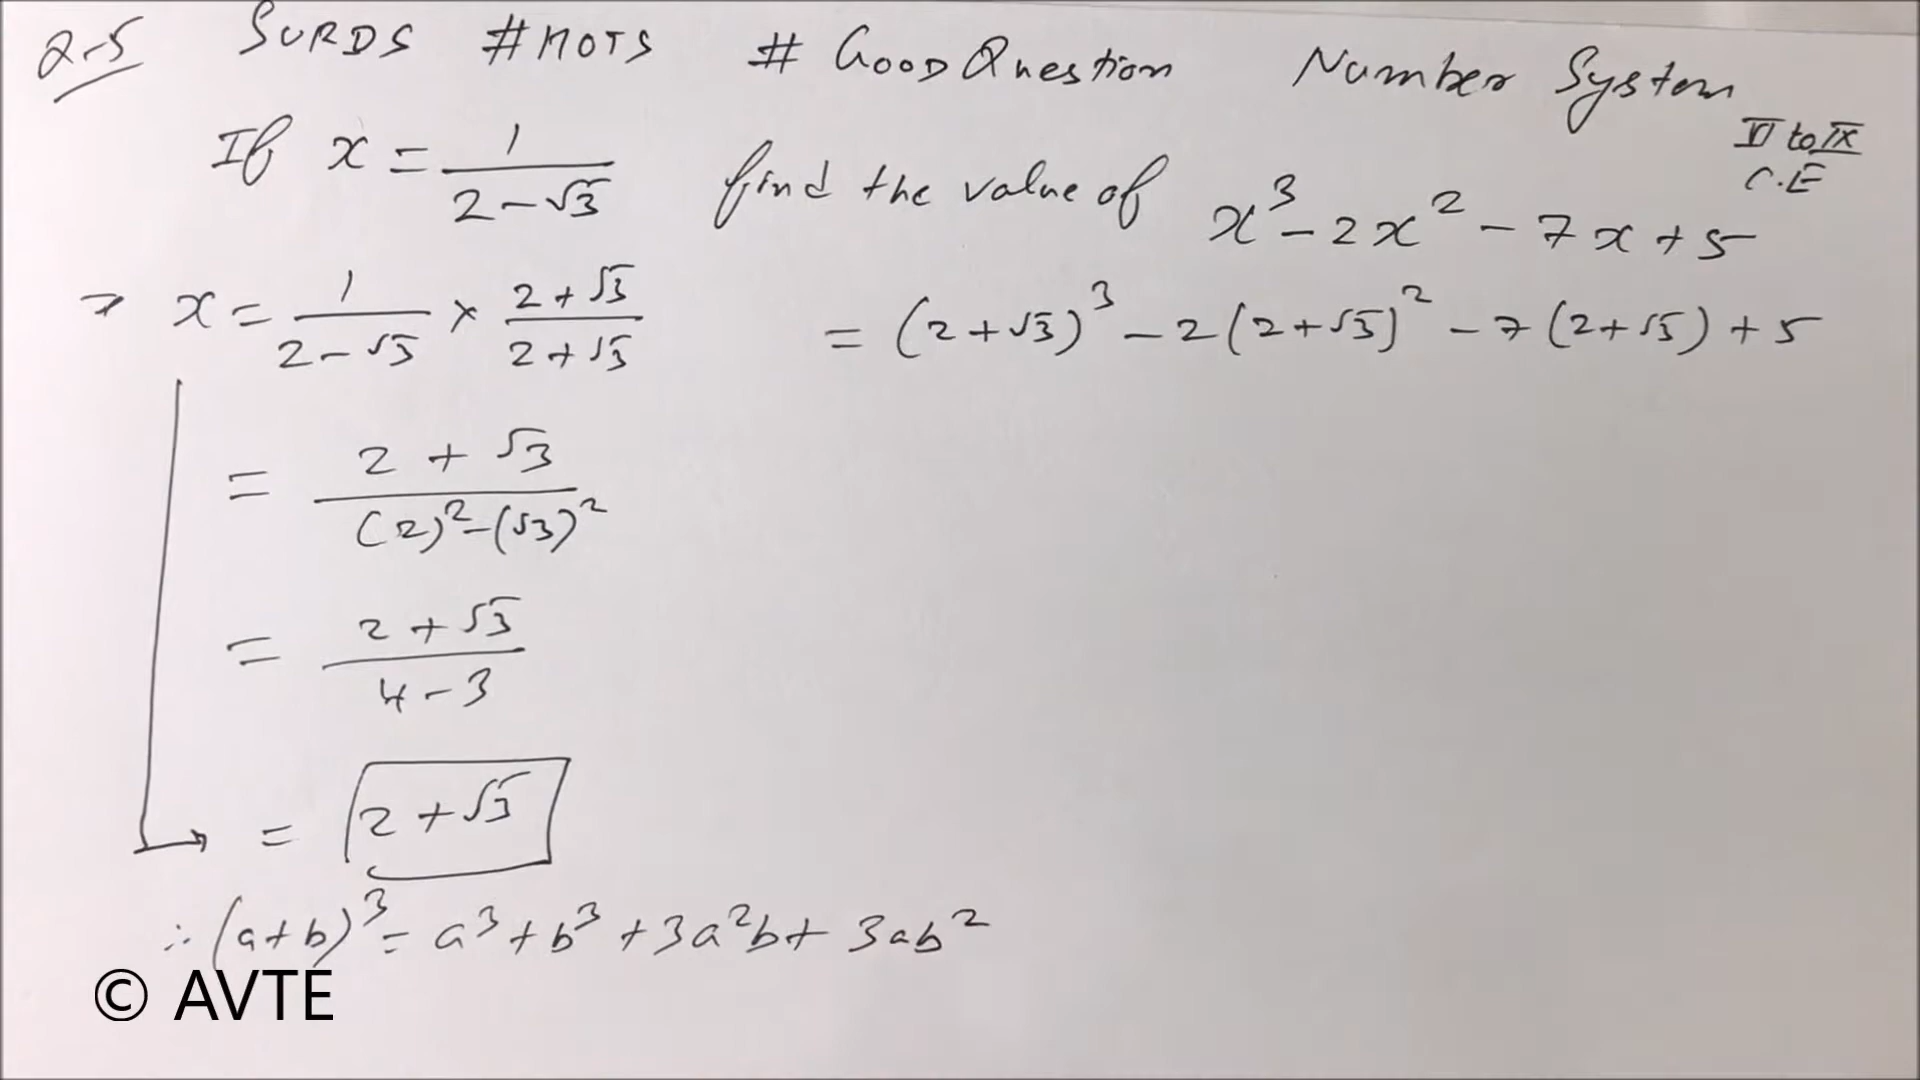 Q-5 SURDS #HOTS # GOOD Question Number System
VI to IX
C.E
If x = 1/(2-√3) find the value of x³-2x²-7x+5
→ x = 1/(2-√3) × (2+√3)/(2+√3)
= (2+√3)³-2(2+√3)²-7(2+√3)+5
= (2+√3)/((2)²-(√3)²)
= (2+√3)/(4-3)
= 2+√3
∴ (a+b)³= a³+b³+3a²b+3ab²
© AVTE